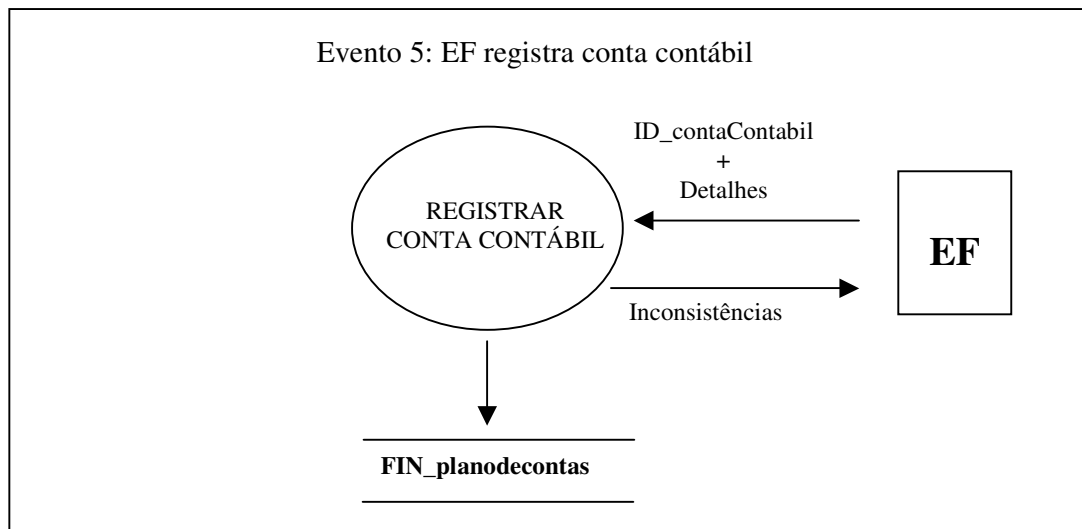 Evento 5: EF registra conta contábil
ID_contaContabil
+
Detalhes
REGISTRAR
CONTA CONTÁBIL
EF
Inconsistências
FIN_planodecontas